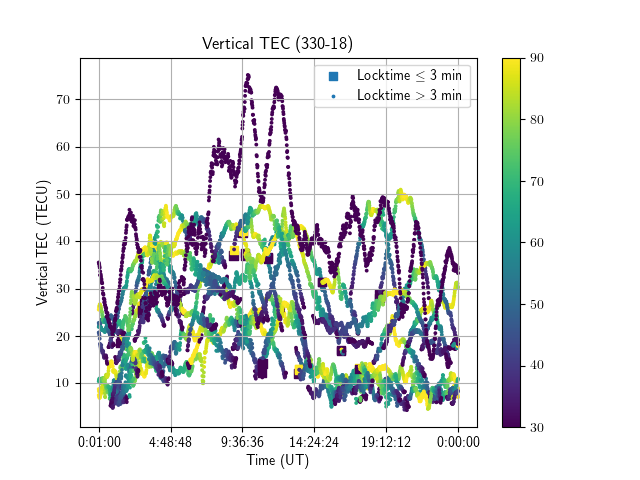 Vertical TEC (330-18)
Locktime ≤ 3 min
Locktime > 3 min
Vertical TEC (TECU)
70
60
50
40
30
20
10
0:01:00 4:48:48 9:36:36 14:24:24 19:12:12 0:00:00
Time (UT)
90
80
70
60
50
40
30